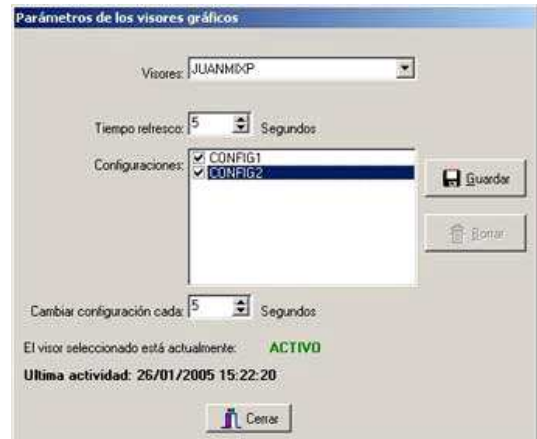 Parámetros de los visores gráficos
Visores: JUANMIXP
Tiempo refresco: 5 Segundos
Configuraciones: CONFIG1
CONFIG2
Guardar
Borrar
Cambiar configuración cada: 5 Segundos
El visor seleccionado está actualmente: ACTIVO
Ultima actividad: 26/01/2005 15:22:20
Cerrar